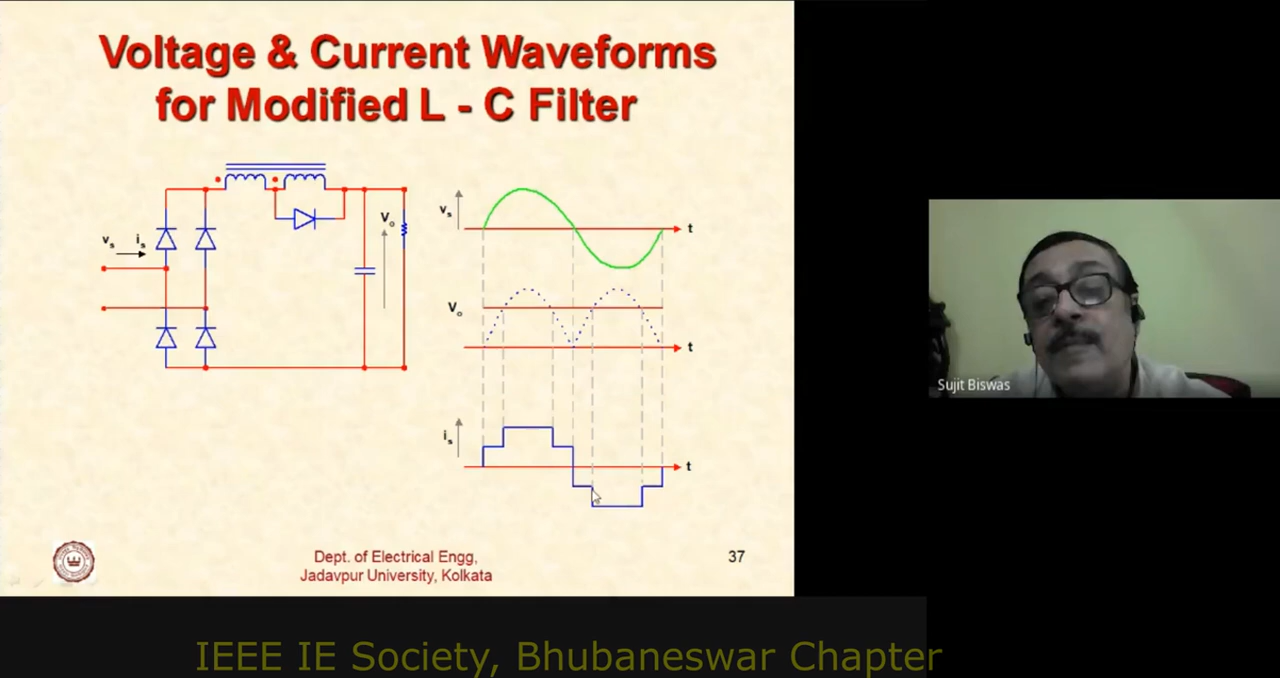 Voltage & Current Waveforms
for Modified L - C Filter
vs is
Vo
vs
t
Vo
t
is
t
Dept. of Electrical Engg,
Jadavpur University, Kolkata
37
Sujit Biswas
IEEE IE Society, Bhubaneswar Chapter